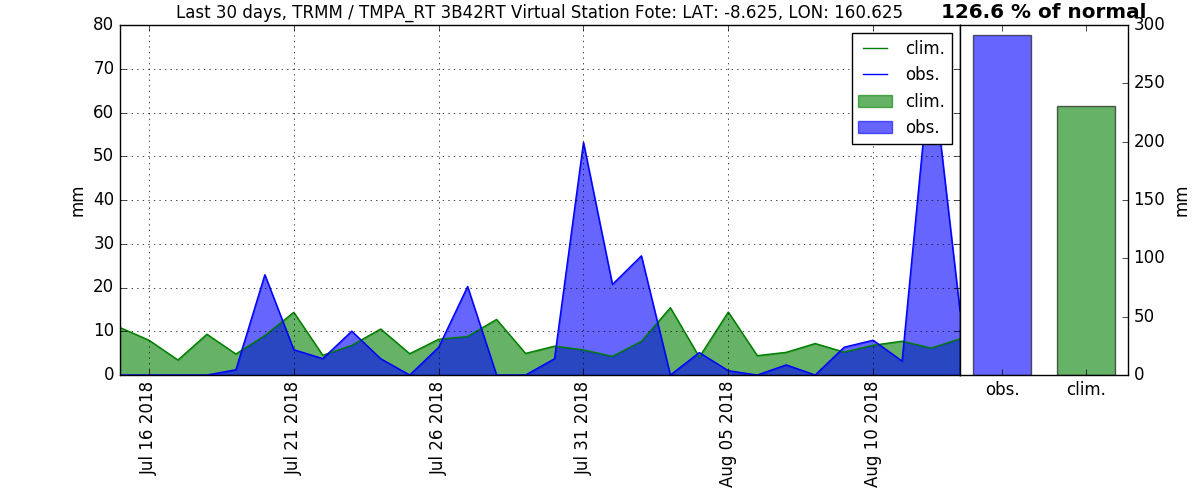 Last 30 days, TRMM / TMPA_RT 3B42RT Virtual Station Fote: LAT: -8.625, LON: 160.625
126.6 % of normal
80
70
60
50
40
30
20
10
0
mm
clim.
obs.
clim.
obs.
300
250
200
150
100
50
0
mm
Jul 16 2018
Jul 21 2018
Jul 26 2018
Jul 31 2018
Aug 05 2018
Aug 10 2018
obs.
clim.